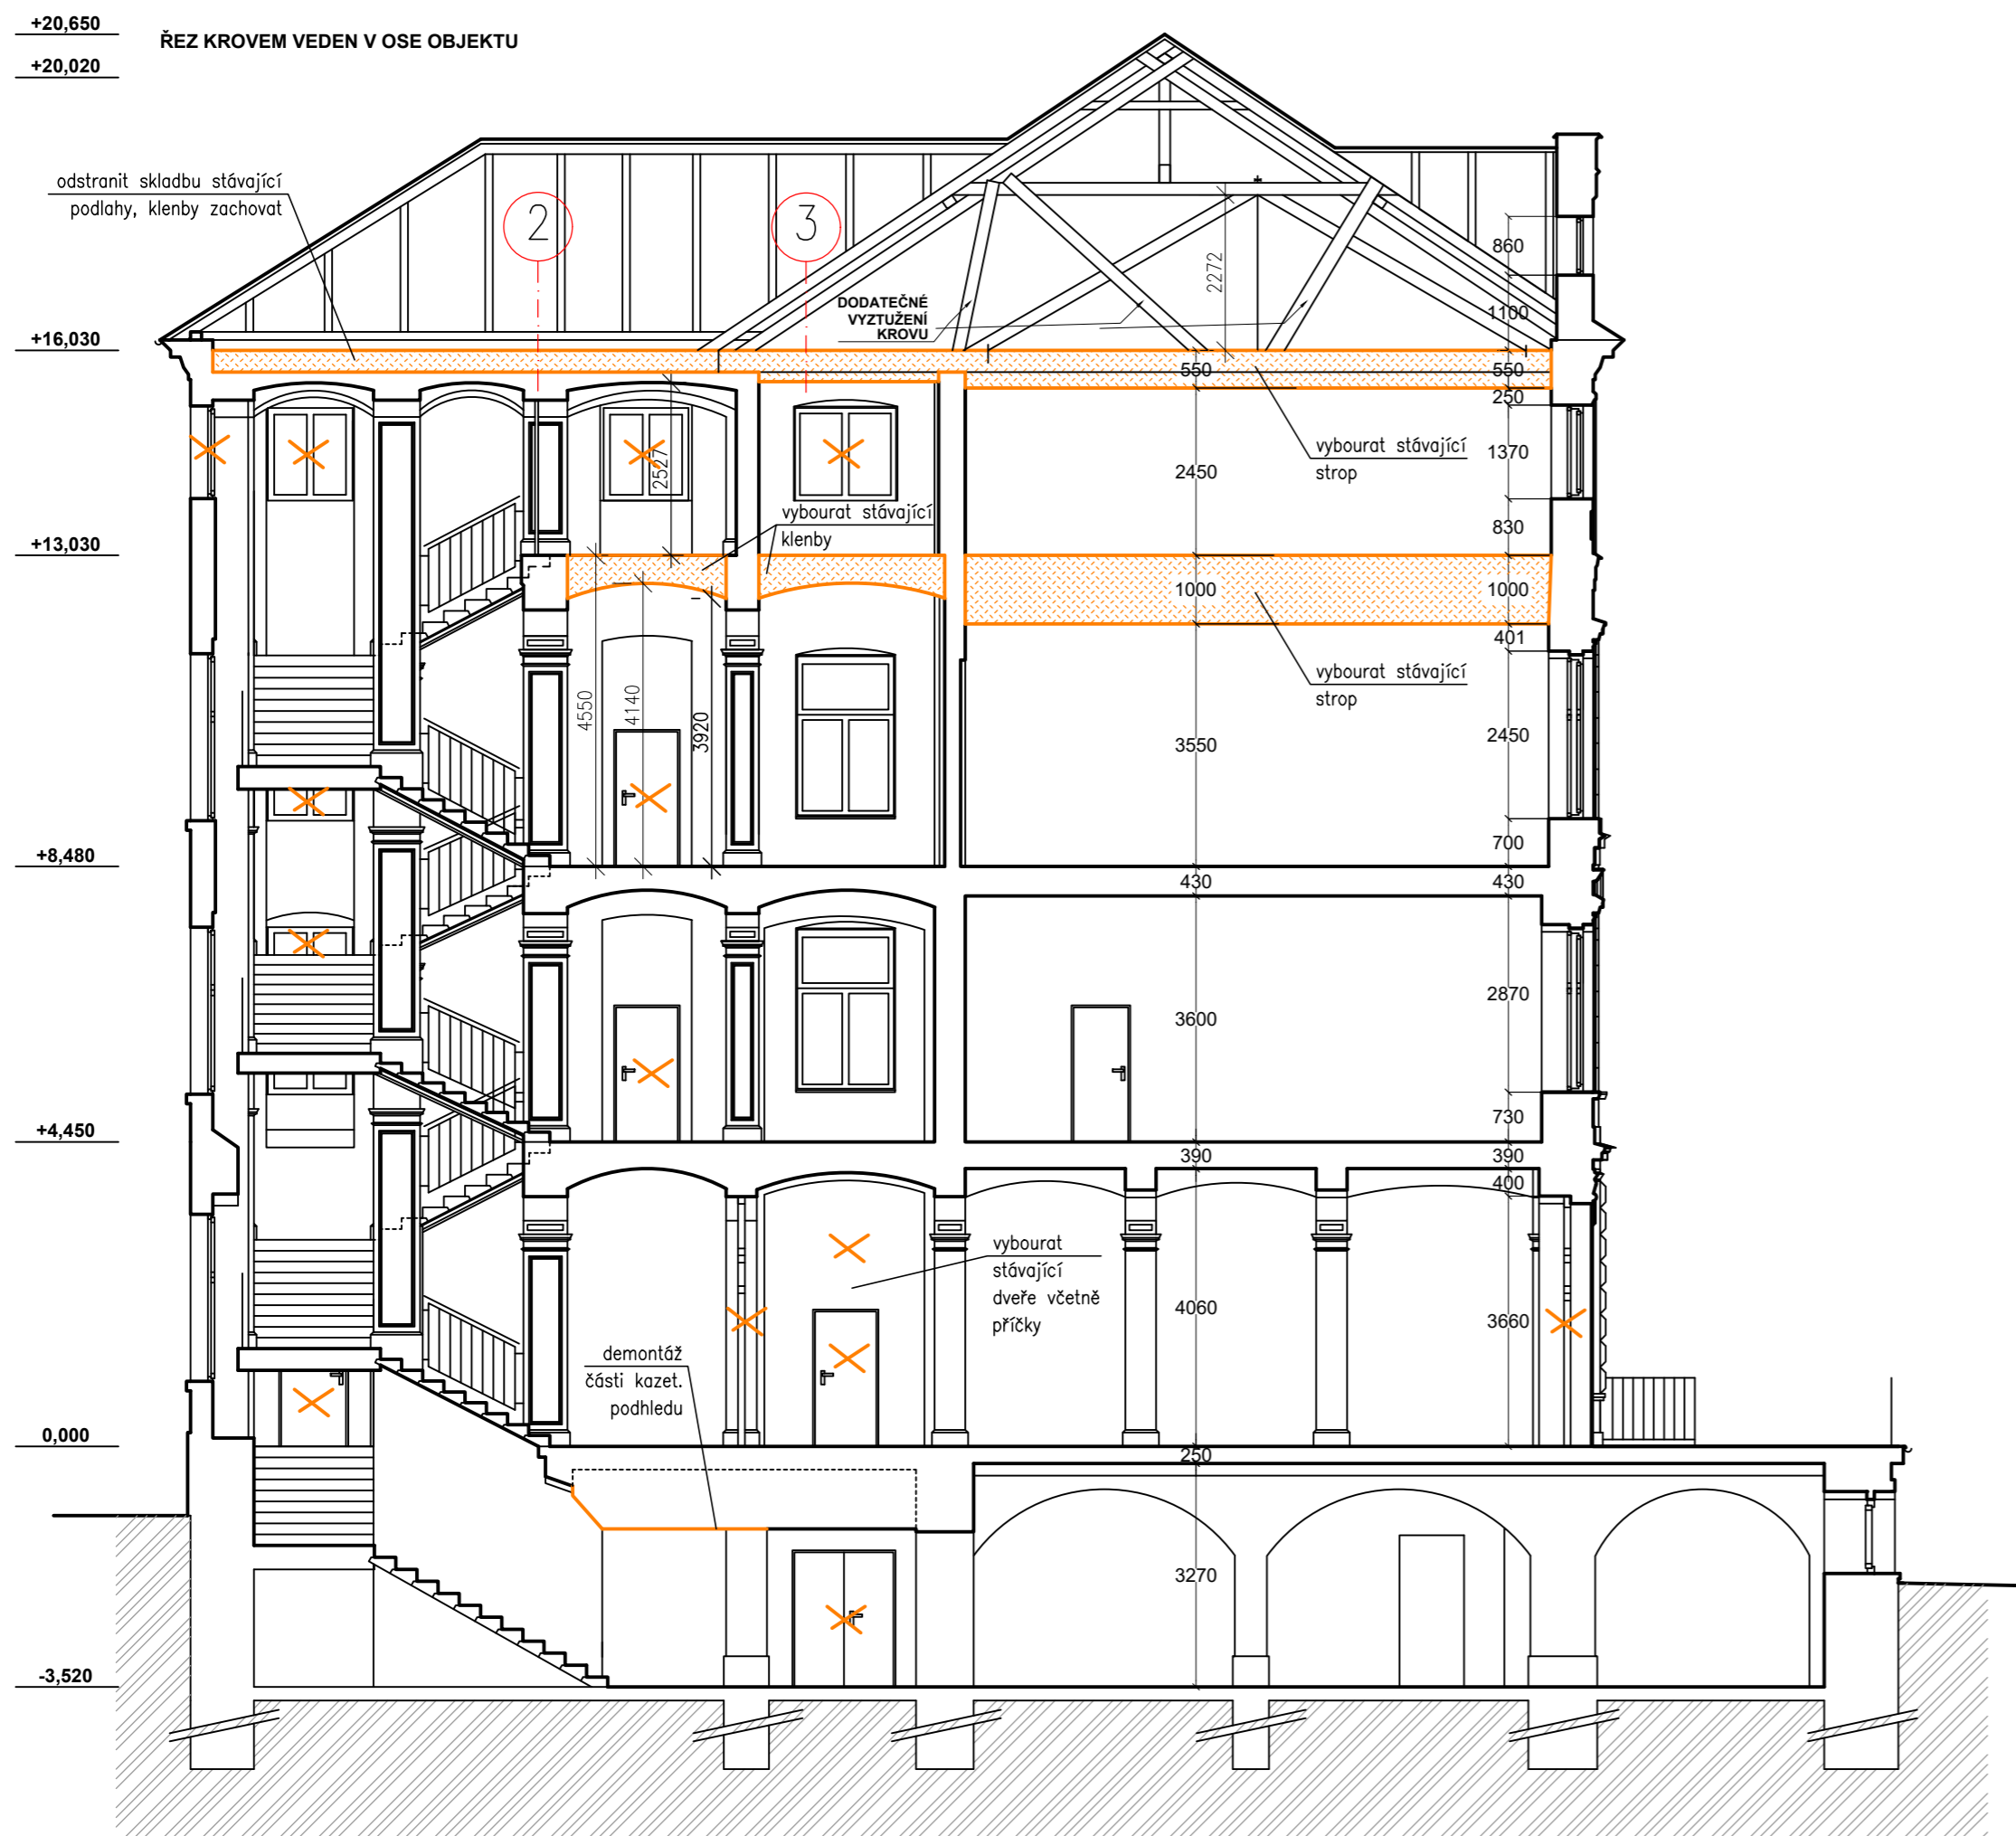 +20,650
ŘEZ KROVEM VEDEN V OSE OBJEKTU
+20,020
odstranit skladbu stávající
podlahy, klenby zachovat
2
3
860
2272
DODATEČNÉ
VYZTUŽENÍ
KROVU
1100
+16,030
550
550
250
vybourat stávající
strop
1370
2450
2527
vybourat stávající
klenby
830
+13,030
1000
1000
401
vybourat stávající
strop
4550
4140
3920
3550
2450
700
+8,480
430
430
3600
2870
730
+4,450
390
390
400
vybourat
stávající
dveře včetně
příčky
4060
3660
demontáž
části kazet.
podhledu
0,000
250
3270
-3,520